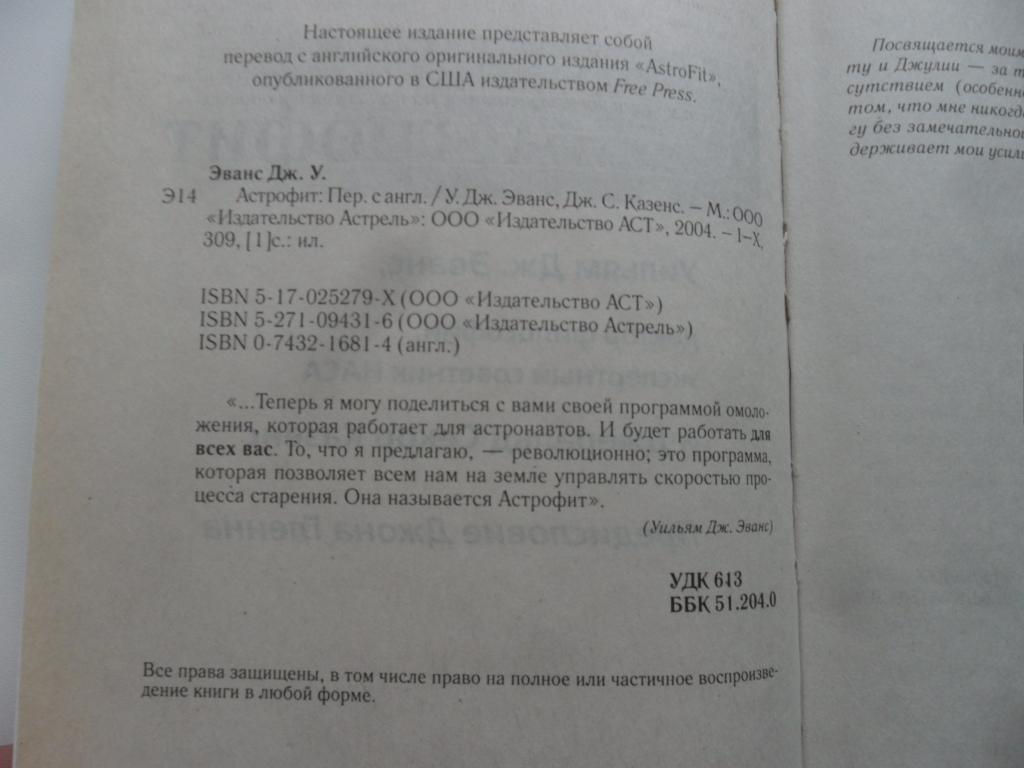 Настоящее издание представляет собой
перевод с английского оригинального издания «AstroFit»,
опубликованного в США издательством Free Press.
Эванс Дж. У.
Э14 Астрофит: Пер. с англ. / У. Дж. Эванс, Дж. С. Казенс. — М.: ООО
«Издательство Астрель»: ООО «Издательство АСТ», 2004. — I–X,
309, [1]с.: ил.
ISBN 5-17-025279-X (ООО «Издательство АСТ»)
ISBN 5-271-09431-6 (ООО «Издательство Астрель»)
ISBN 0-7432-1681-4 (англ.)
«...Теперь я могу поделиться с вами своей программой омоло-
жения, которая работает для астронавтов. И будет работать для
всех вас. То, что я предлагаю, — революционно; это программа,
которая позволяет всем нам на земле управлять скоростью про-
цесса старения. Она называется Астрофит».
(Уильям Дж. Эванс)
УДК 613
ББК 51.204.0
Все права защищены, в том числе право на полное или частичное воспроизве-
дение книги в любой форме.
Посвящается моим
ту и Джулии — за т
сутствием (особенн
том, что мне никогд
гу без замечательно
держивает мои усил